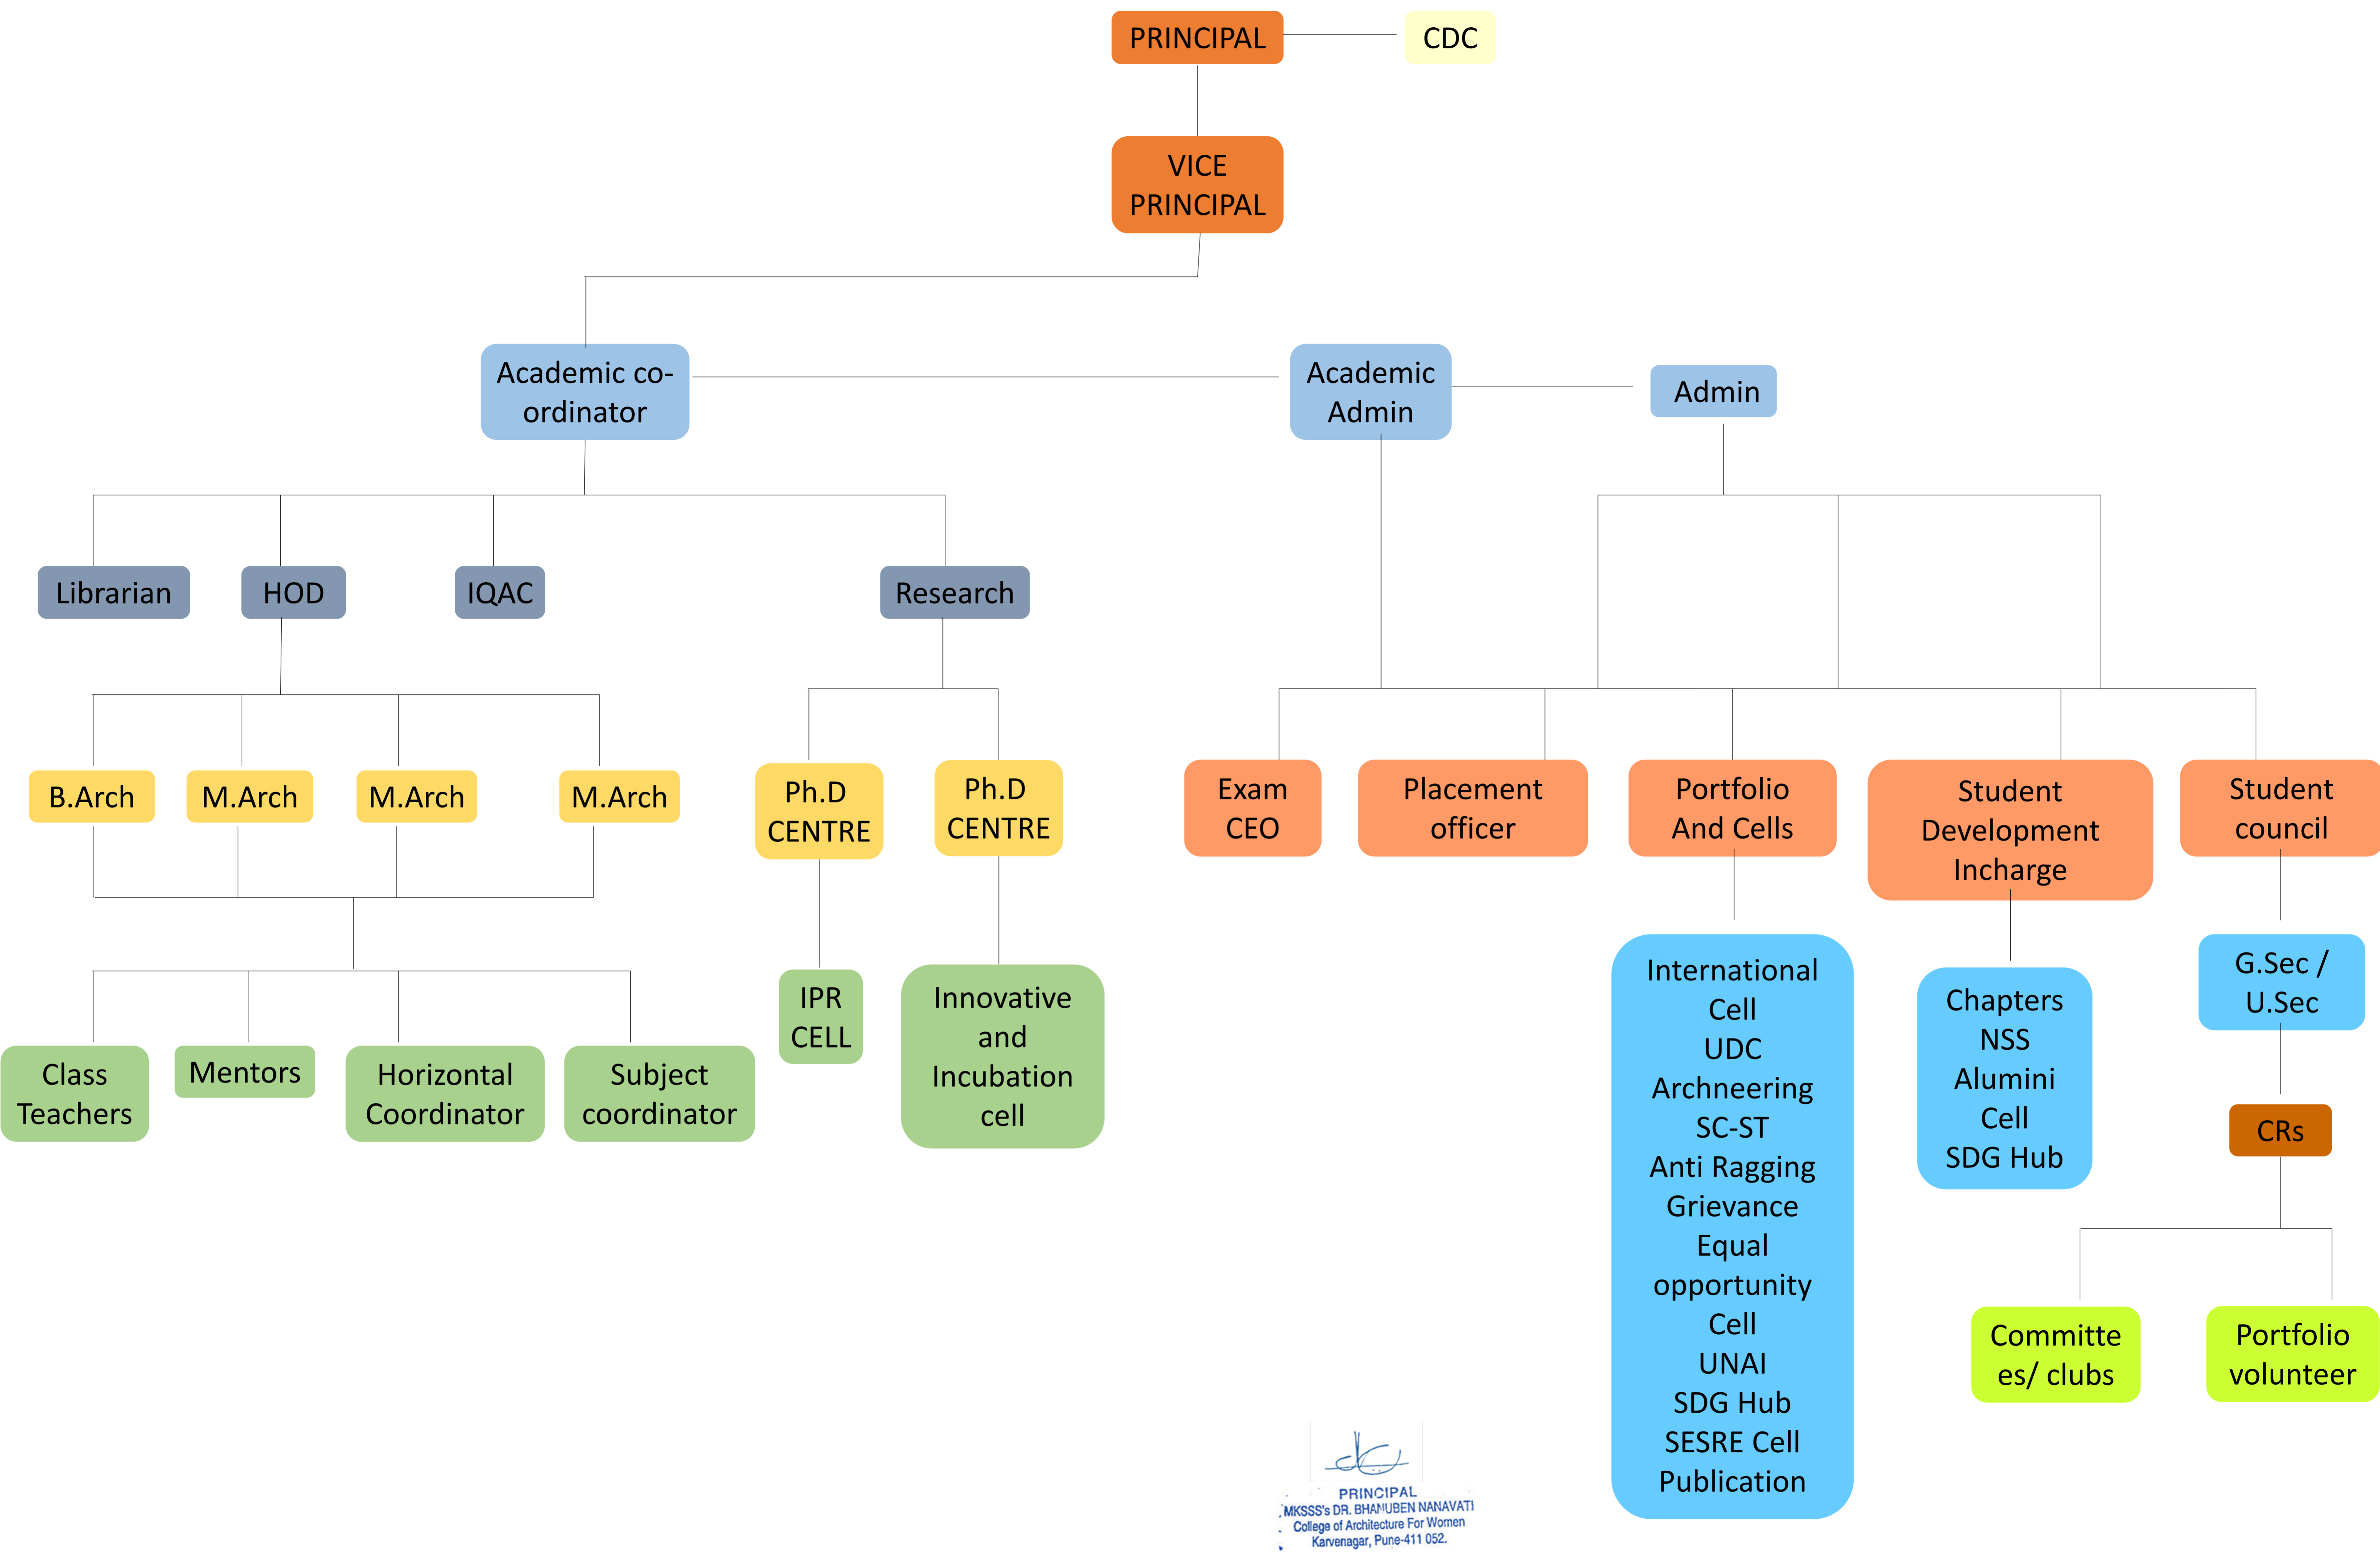 PRINCIPAL
CDC
VICE
PRINCIPAL
Academic co-
ordinator
Academic
Admin
Admin
Librarian
HOD
IQAC
Research
B.Arch
M.Arch
M.Arch
M.Arch
Ph.D
CENTRE
Ph.D
CENTRE
Exam
CEO
Placement
officer
Portfolio
And Cells
Student
Development
Incharge
Student
council
Class
Teachers
Mentors
Horizontal
Coordinator
Subject
coordinator
IPR
CELL
Innovative
and
Incubation
cell
International
Cell
UDC
Archneering
SC-ST
Anti Ragging
Grievance
Equal
opportunity
Cell
UNAI
SDG Hub
SESRE Cell
Publication
Chapters
NSS
Alumini
Cell
SDG Hub
G.Sec /
U.Sec
CRs
Committe
es/ clubs
Portfolio
volunteer
PRINCIPAL
MKSSS's DR. BHANUBEN NANAVATI
College of Architecture For Women
Karvenagar, Pune-411 052.